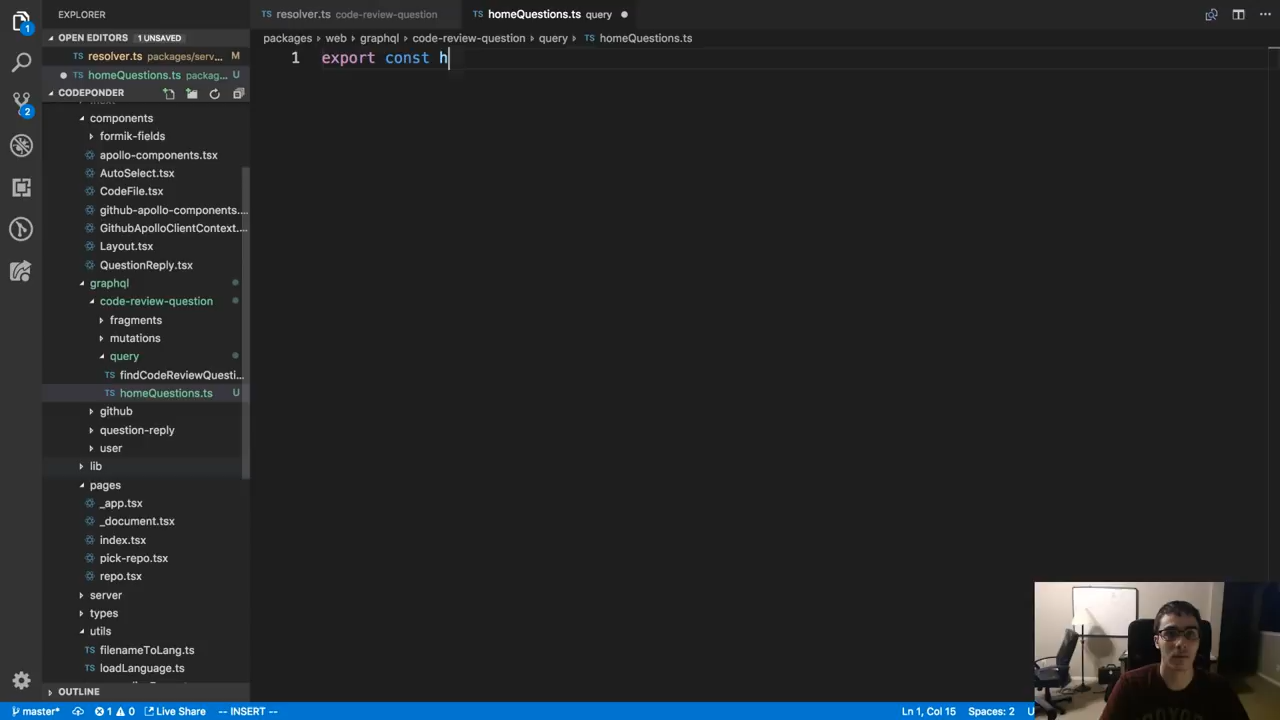 EXPLORER
OPEN EDITORS 1 UNSAVED
resolver.ts packages/serv... M
homeQuestions.ts packag... U
CODEPONDER
components
formik-fields
apollo-components.tsx
AutoSelect.tsx
CodeFile.tsx
github-apollo-components....
GithubApolloClientContext....
Layout.tsx
QuestionReply.tsx
graphql
code-review-question
fragments
mutations
query
TS findCodeReviewQuesti...
TS homeQuestions.ts U
github
question-reply
user
lib
pages
_app.tsx
_document.tsx
index.tsx
pick-repo.tsx
repo.tsx
server
types
utils
TS filenameToLang.ts
TS loadLanguage.ts
OUTLINE
TS resolver.ts code-review-question
TS homeQuestions.ts query
packages › web › graphql › code-review-question › query › TS homeQuestions.ts
1 export const h
master* 1 0 Live Share -- INSERT -- Ln 1, Col 15 Spaces: 2